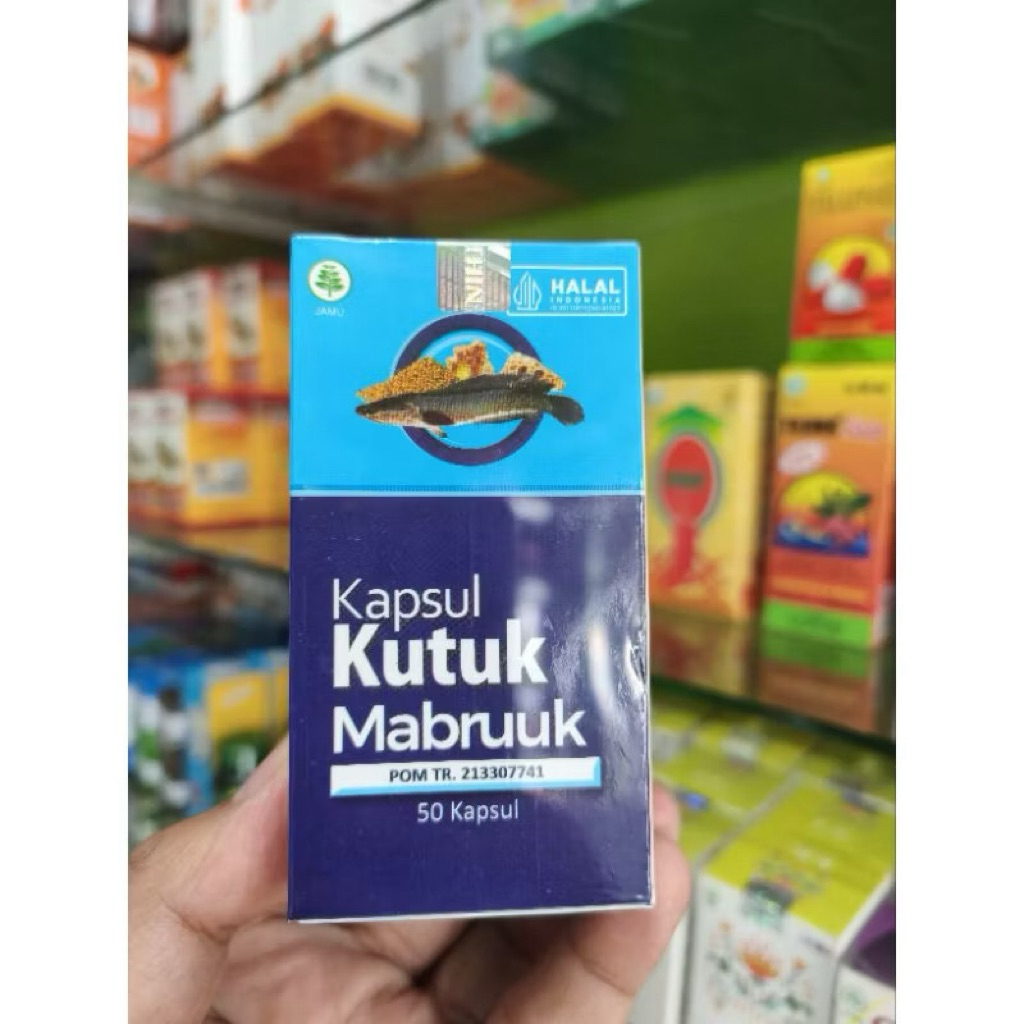 JAMU
HALAL
INDONESIA
Kapsul
Kutuk
Mabruuk
POM TR. 213307741
50 Kapsul